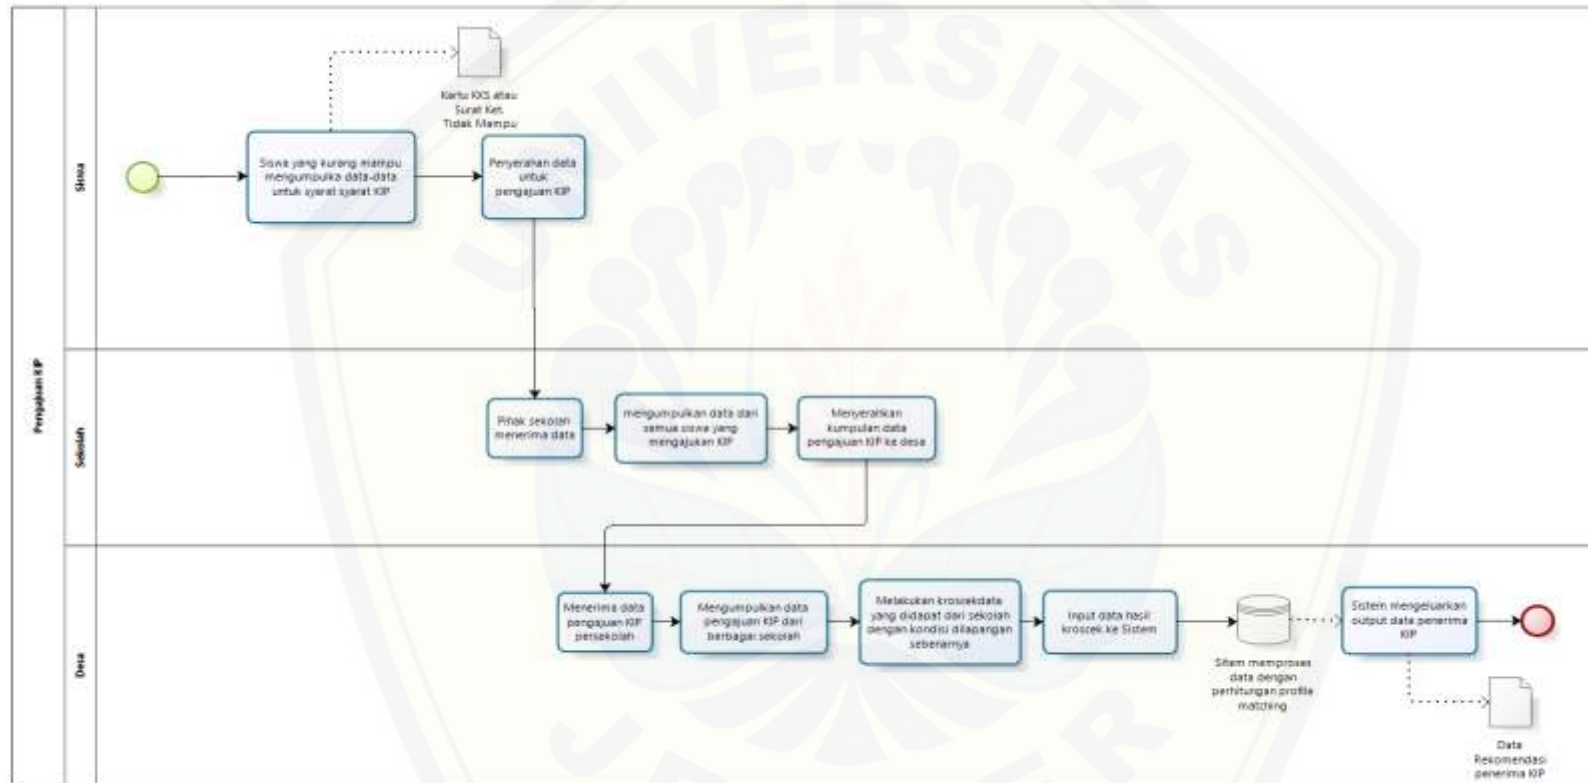 UNIVERSITAS
JEMBER
Pengajuan KIP
Siswa
Kartu KKS atau
Surat Ket.
Tidak Mampu
Siswa yang kurang mampu
mengumpulka data-data
untuk syarat syarat KIP
Penyerahan data
untuk
pengajuan KIP
Sekolah
Pihak sekolah
menerima data
mengumpulkan data dari
semua siswa yang
mengajukan KIP
Menyerahkan
kumpulan data
pengajuan KIP ke desa
Desa
Menerima data
pengajuan KIP
persekolah
Mengumpulkan data
pengajuan KIP dari
berbagai sekolah
Melakukan kroscekdata
yang didapat dari sekolah
dengan kondisi dilapangan
sebenarnya
Input data hasil
kroscek ke Sistem
Sitem memproses
data dengan
perhitungan profile
matching
Sistem mengeluarkan
output data penerima
KIP
Data
Rekomendasi
penerima KIP